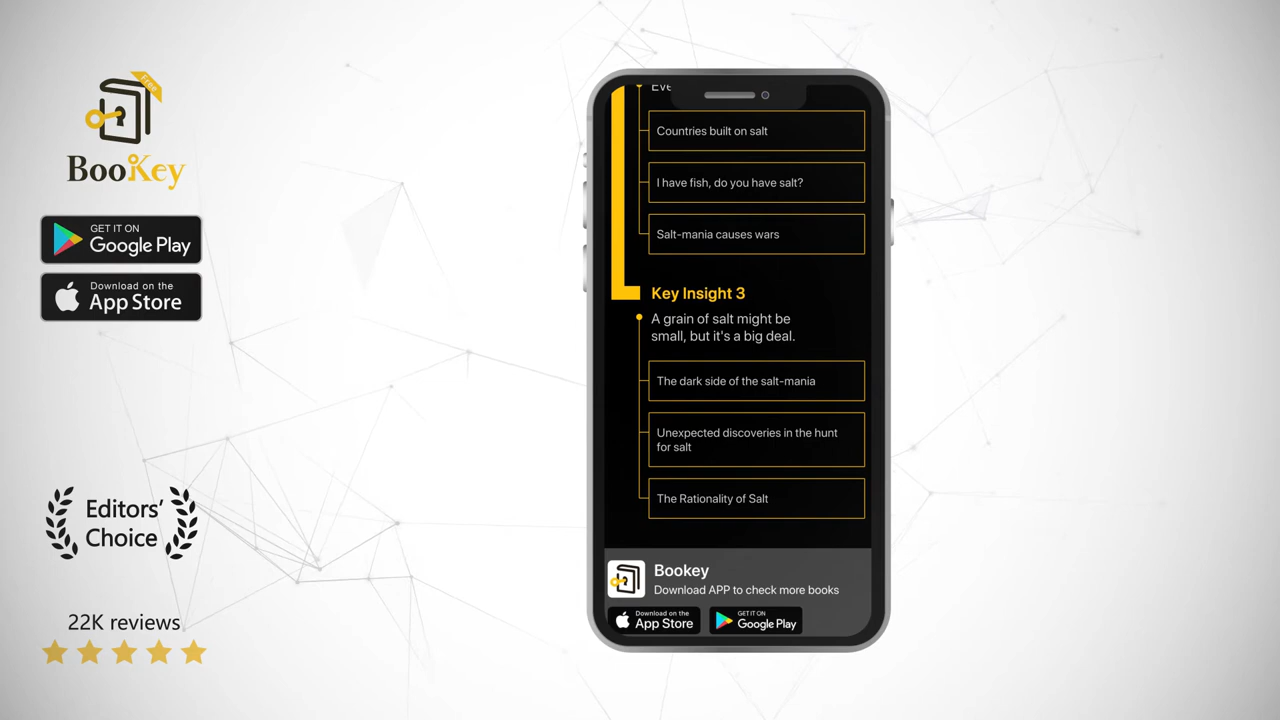 Free
BooKey
GET IT ON
Google Play
Download on the
App Store
Editors’
Choice
22K reviews
Countries built on salt
I have fish, do you have salt?
Salt-mania causes wars
Key Insight 3
A grain of salt might be
small, but it's a big deal.
The dark side of the salt-mania
Unexpected discoveries in the hunt
for salt
The Rationality of Salt
Bookey
Download APP to check more books
Download on the
App Store
GET IT ON
Google Play